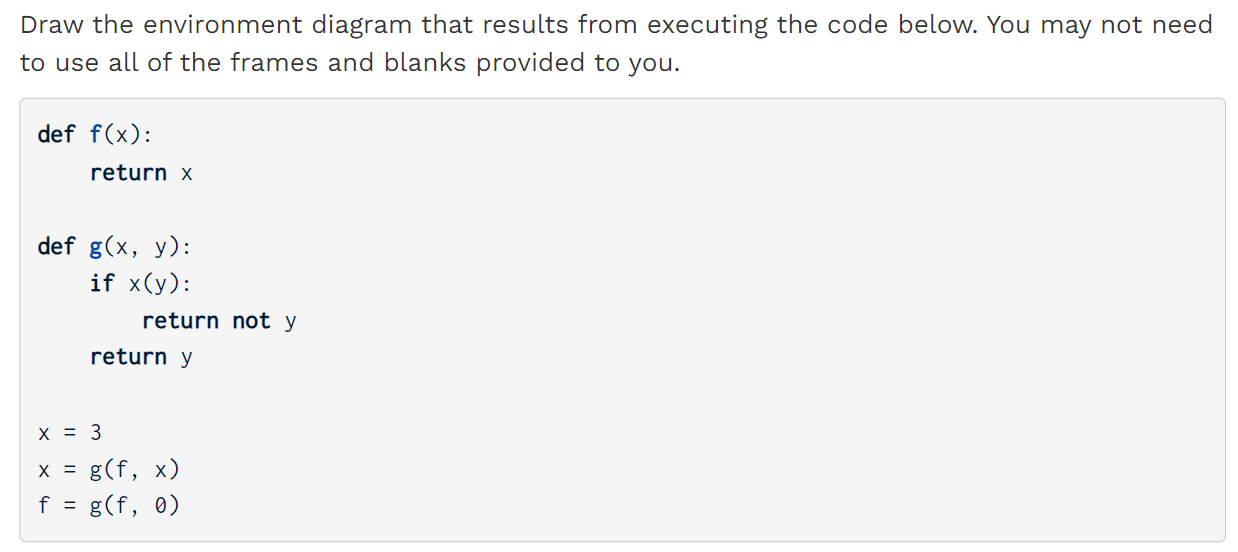 Draw the environment diagram that results from executing the code below. You may not need
to use all of the frames and blanks provided to you.
def f(x):
    return x
def g(x, y):
    if x(y):
        return not y
    return y
x = 3
x = g(f, x)
f = g(f, 0)